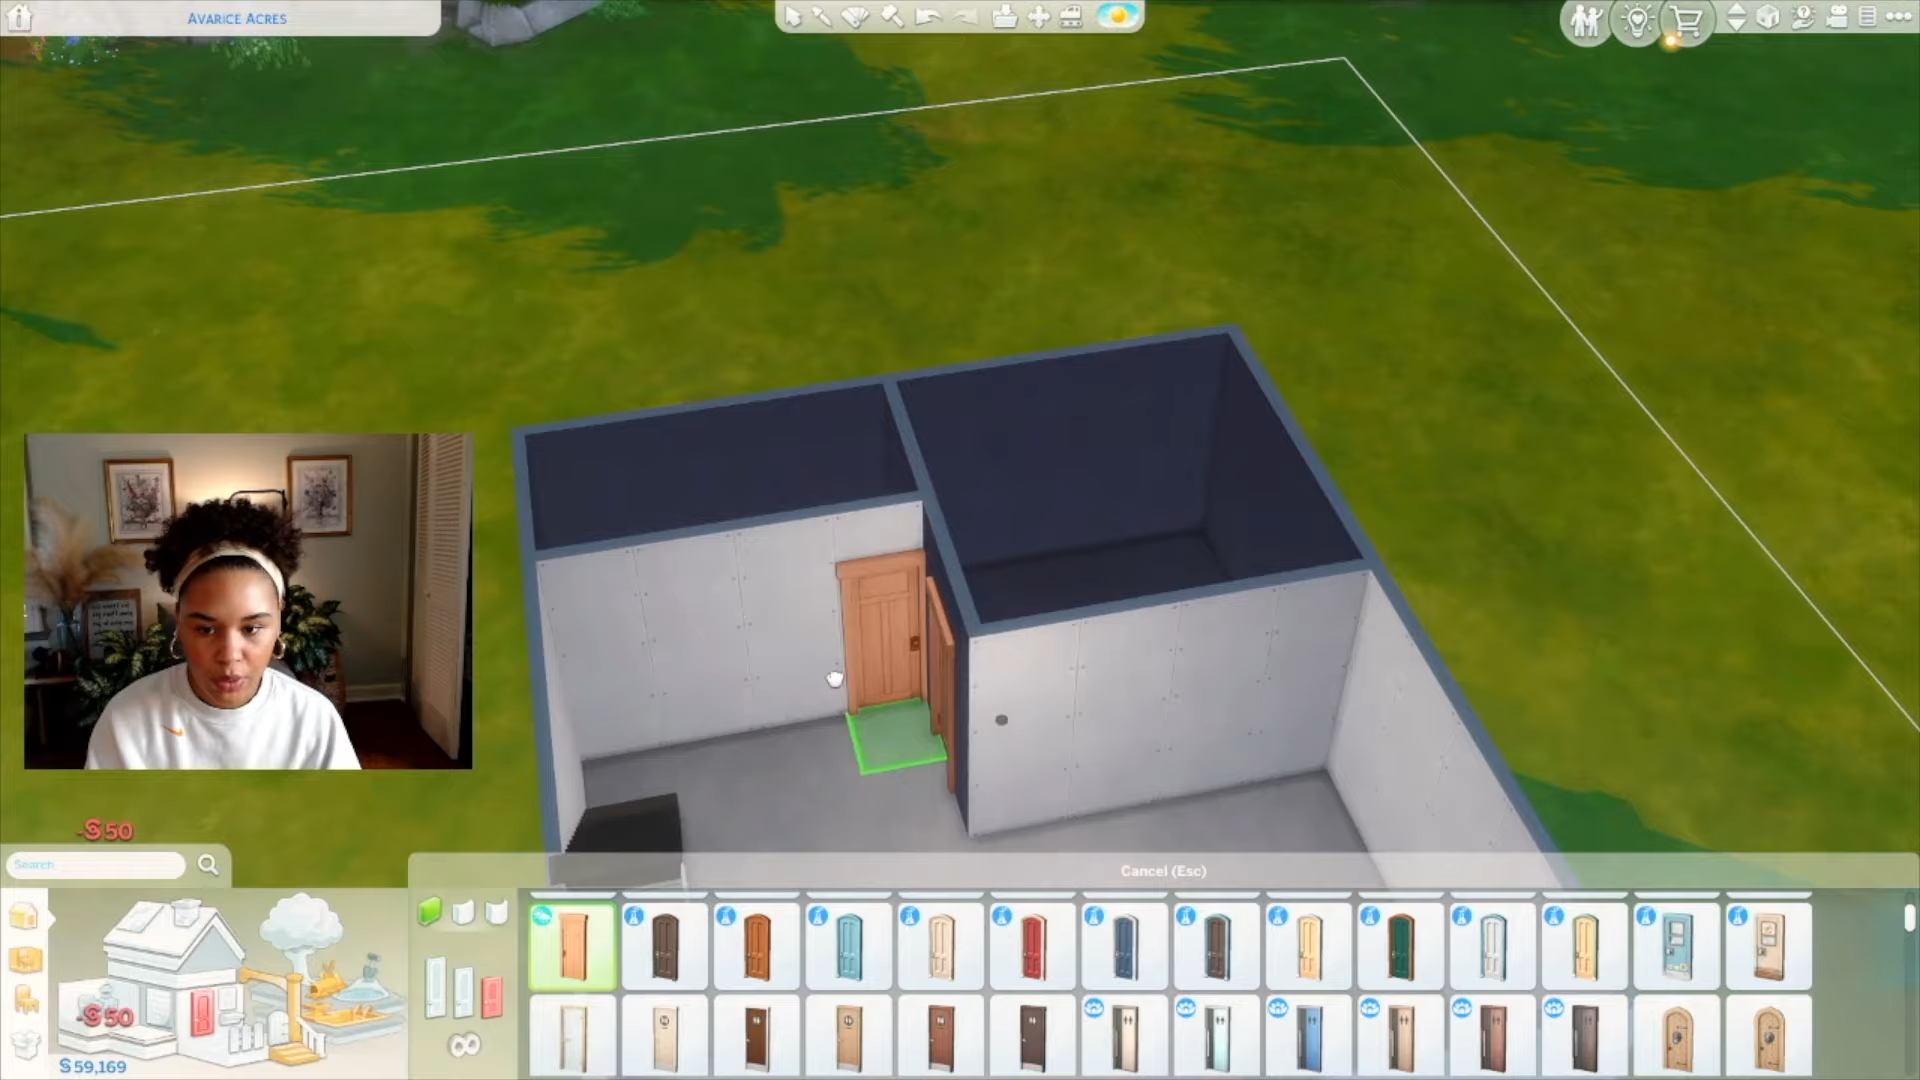 AVARICE ACRES
-§50
Search
Cancel (Esc)
-§50
§59,169